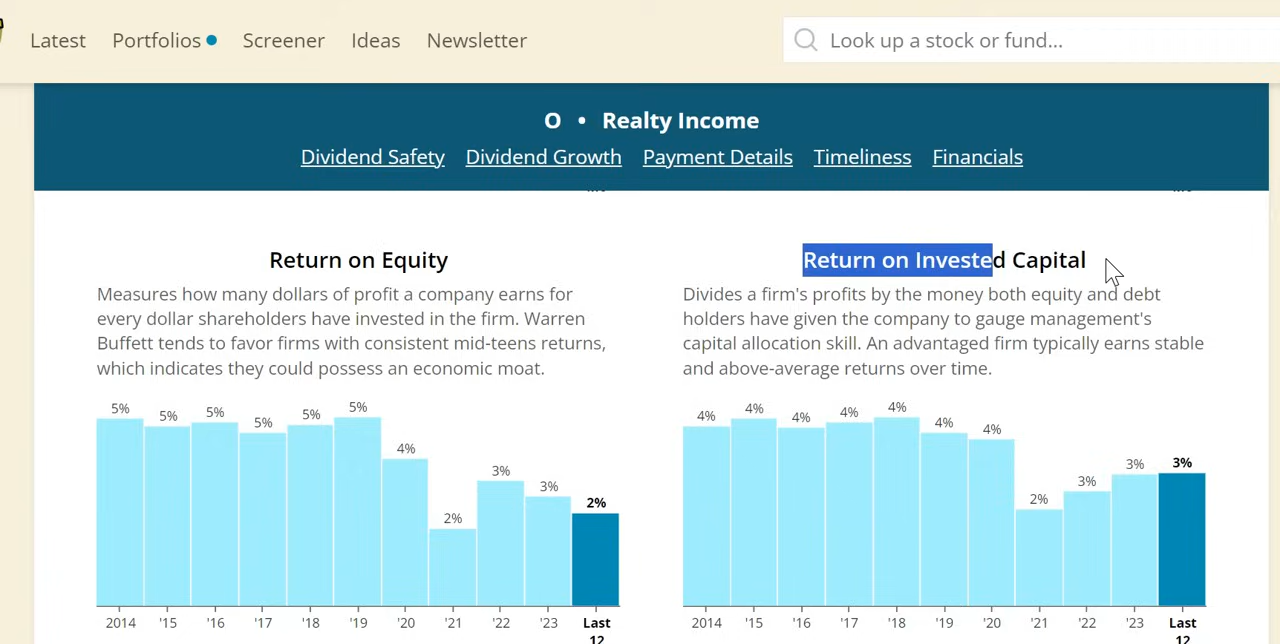 Latest Portfolios Screener Ideas Newsletter Look up a stock or fund...
O • Realty Income
Dividend Safety Dividend Growth Payment Details Timeliness Financials
Return on Equity
Measures how many dollars of profit a company earns for
every dollar shareholders have invested in the firm. Warren
Buffett tends to favor firms with consistent mid-teens returns,
which indicates they could possess an economic moat.
5% 5% 5% 5% 5% 5% 4% 2% 3% 3% 2%
2014 '15 '16 '17 '18 '19 '20 '21 '22 '23 Last
12
Return on Invested Capital
Divides a firm's profits by the money both equity and debt
holders have given the company to gauge management's
capital allocation skill. An advantaged firm typically earns stable
and above-average returns over time.
4% 4% 4% 4% 4% 4% 4% 2% 3% 3% 3%
2014 '15 '16 '17 '18 '19 '20 '21 '22 '23 Last
12